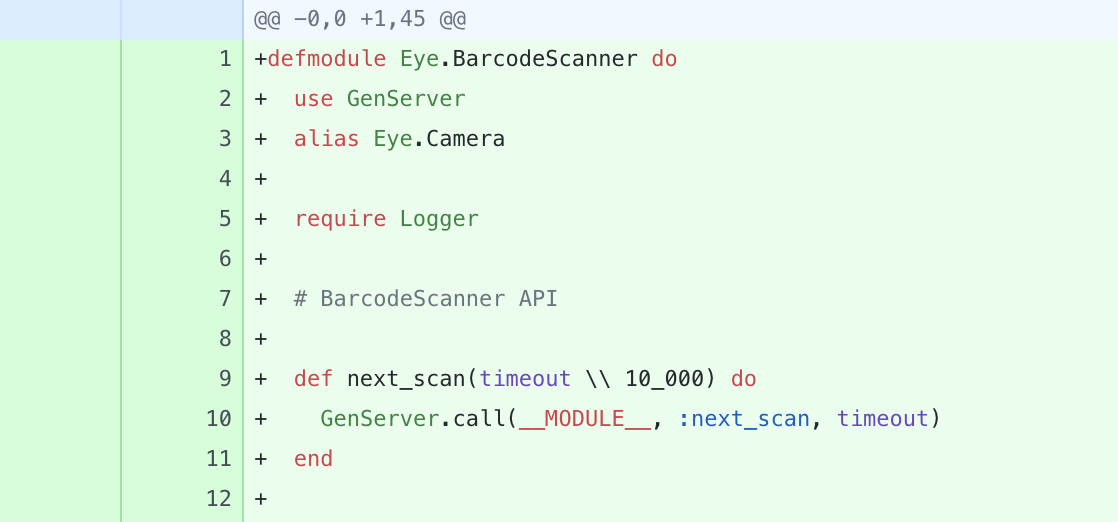 @@ -0,0 +1,45 @@
1 +defmodule Eye.BarcodeScanner do
2 +  use GenServer
3 +  alias Eye.Camera
4 +
5 +  require Logger
6 +
7 +  # BarcodeScanner API
8 +
9 +  def next_scan(timeout \\ 10_000) do
10 +    GenServer.call(__MODULE__, :next_scan, timeout)
11 +  end
12 +